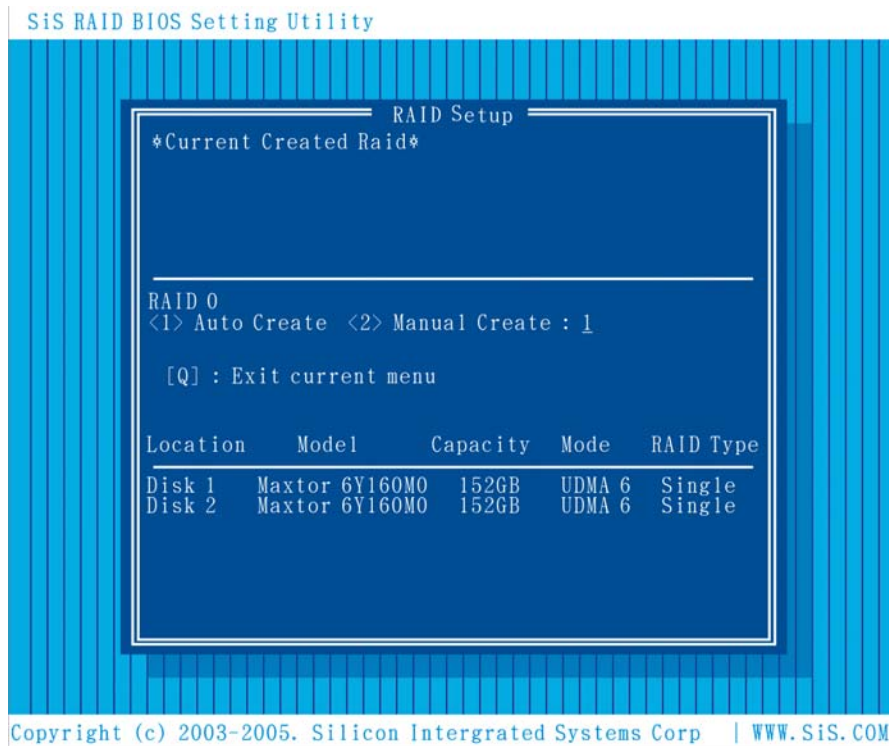 SiS RAID BIOS Setting Utility
RAID Setup
*Current Created Raid*
RAID 0
<1> Auto Create <2> Manual Create : 1
[Q] : Exit current menu
Location Model Capacity Mode RAID Type
Disk 1 Maxtor 6Y160M0 152GB UDMA 6 Single
Disk 2 Maxtor 6Y160M0 152GB UDMA 6 Single
Copyright (c) 2003-2005. Silicon Intergrated Systems Corp | WWW.SiS.COM